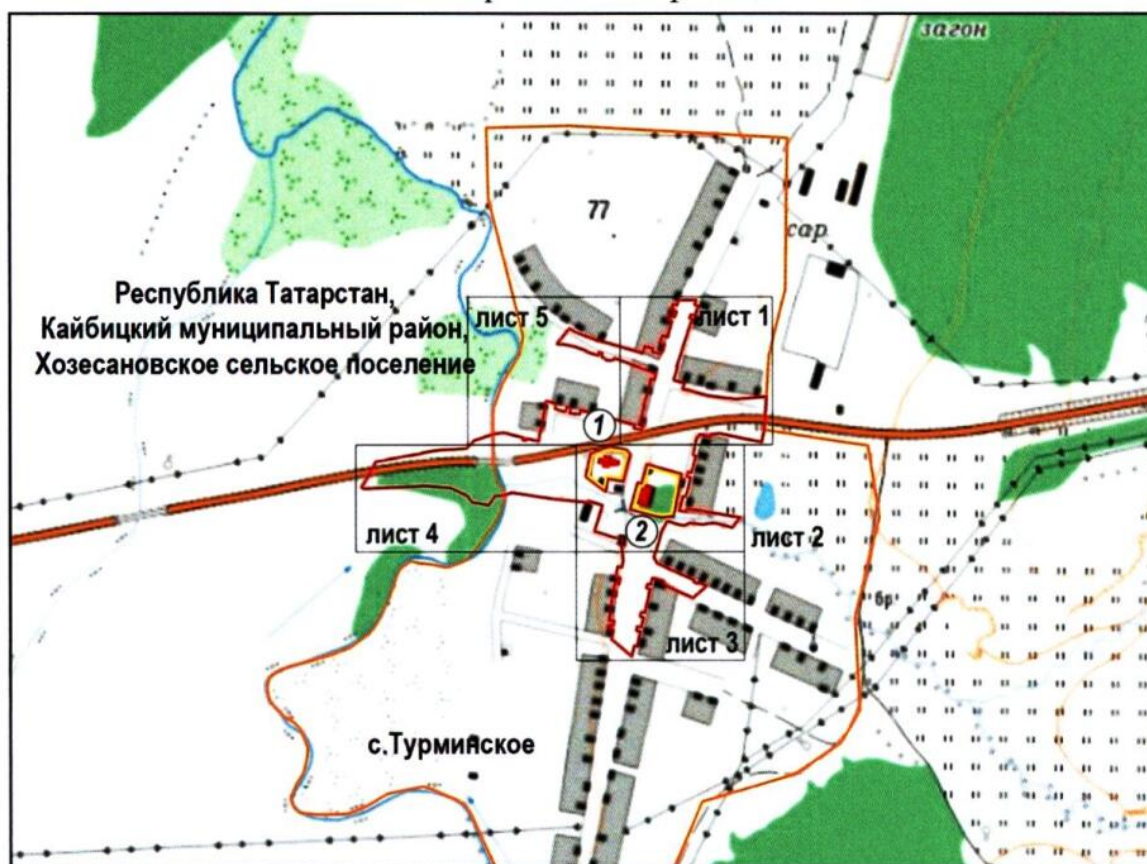 загон
77
сар.
Республика Татарстан,
Кайбицкий муниципальный район,
Хозесановское сельское поселение
лист 5
лист 1
1
лист 4
2
лист 2
бр
лист 3
с.Турминское